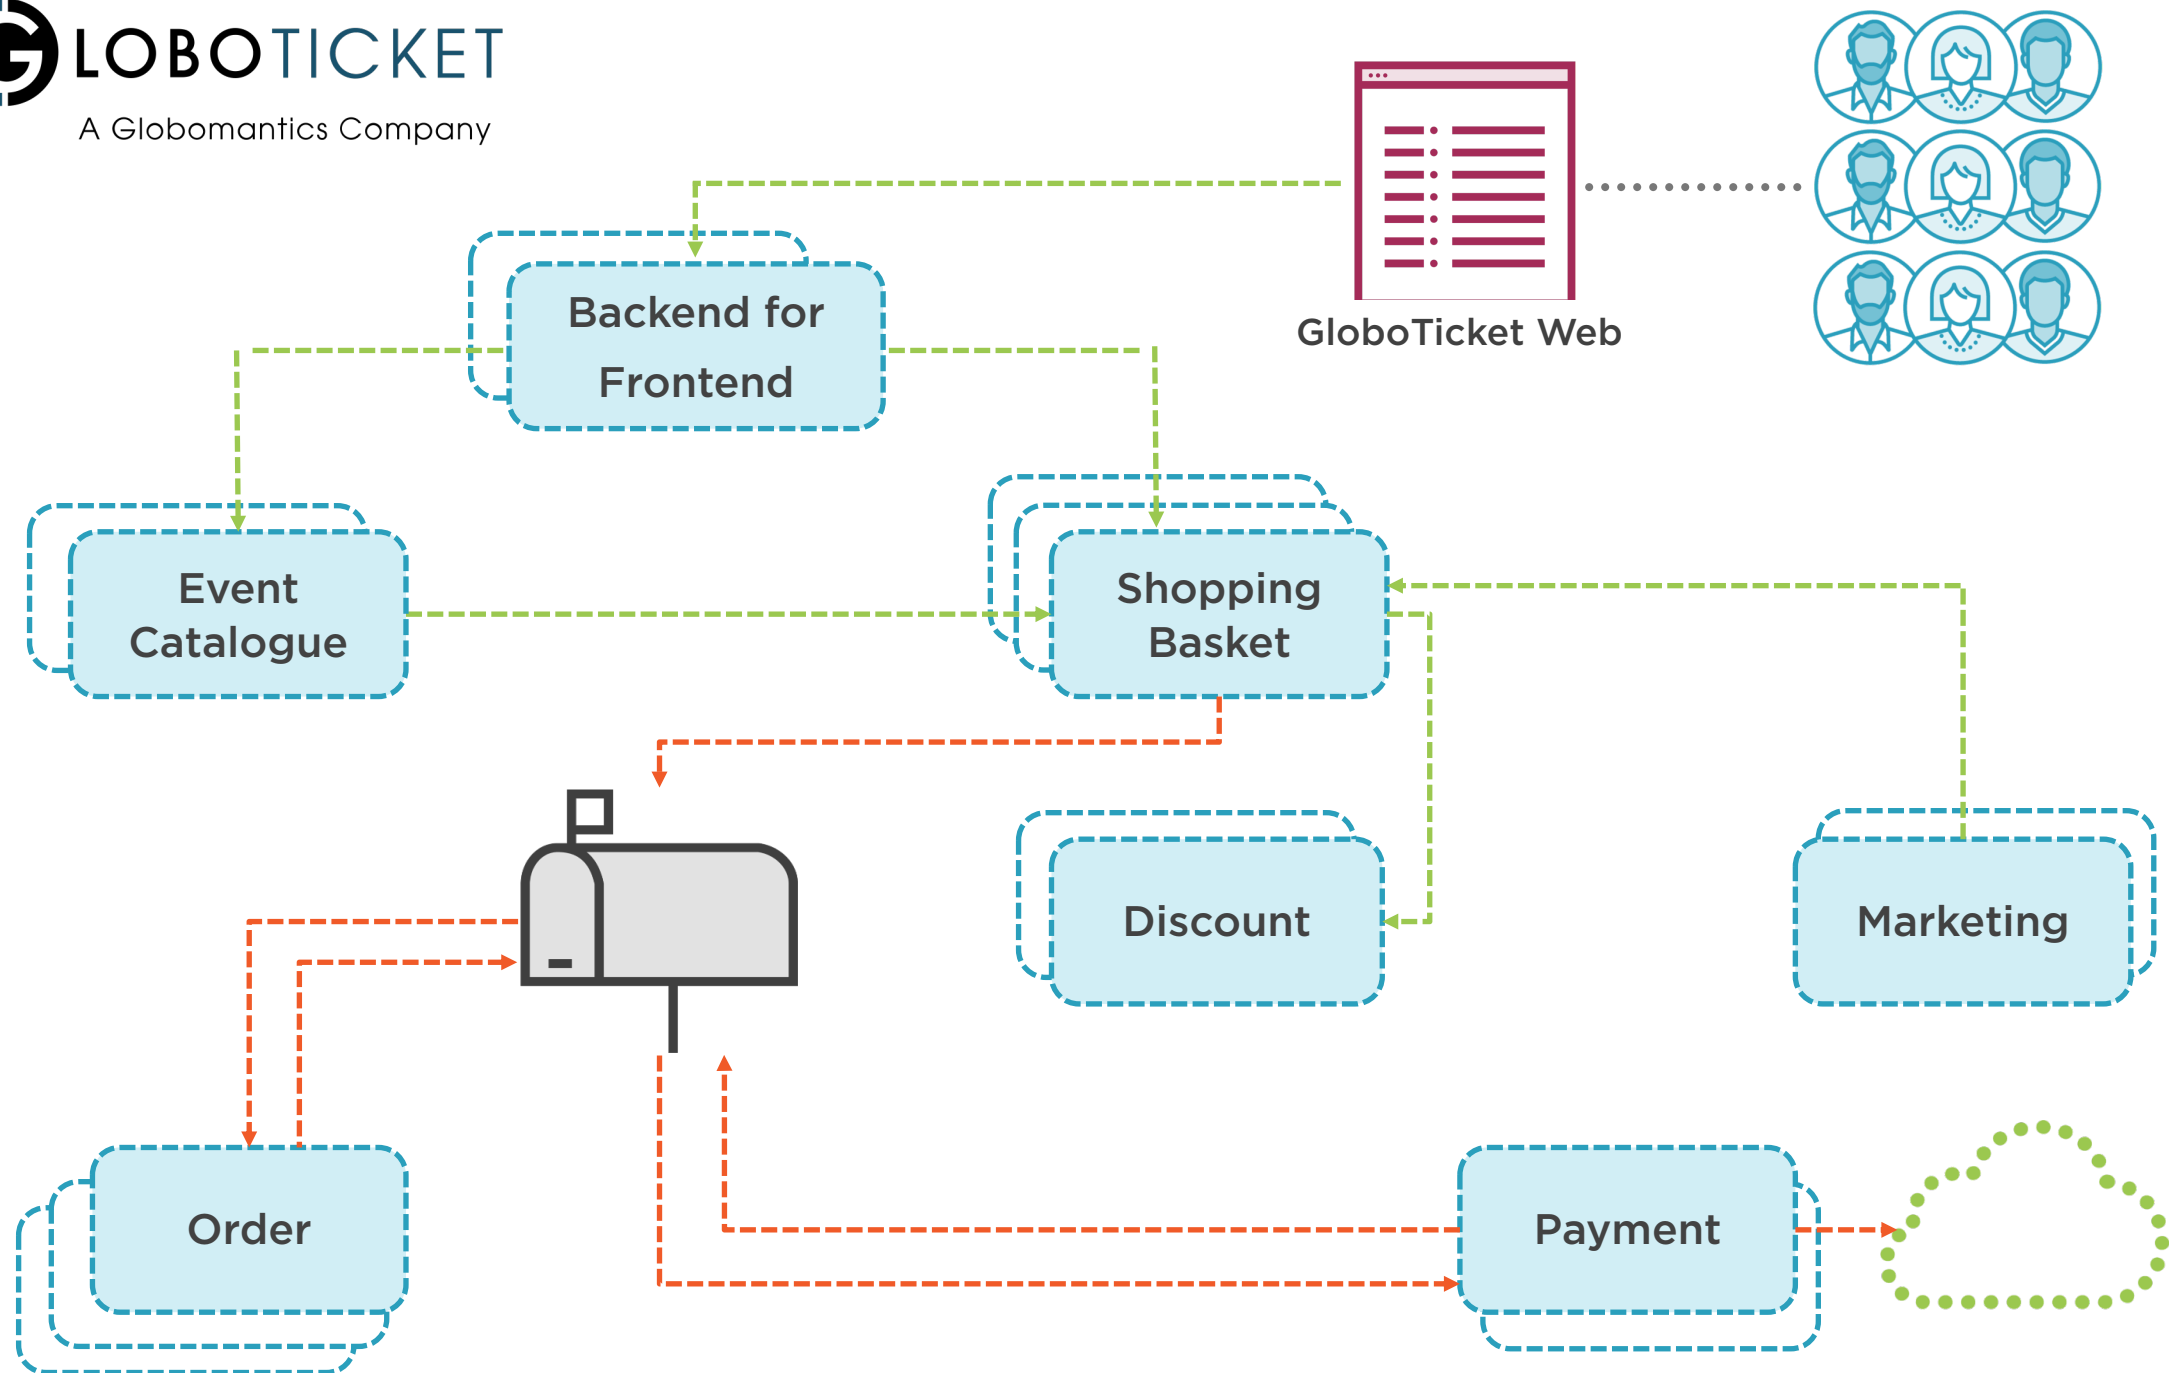 GLOBOTICKET
A Globomantics Company
GloboTicket Web
Backend for
Frontend
Event
Catalogue
Shopping
Basket
Discount
Marketing
Order
Payment